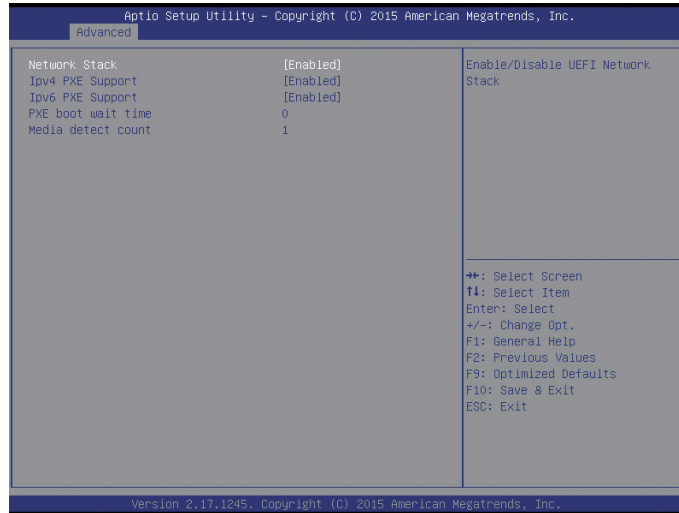 Aptio Setup Utility – Copyright (C) 2015 American Megatrends, Inc.
Advanced
Network Stack [Enabled]
Ipv4 PXE Support [Enabled]
Ipv6 PXE Support [Enabled]
PXE boot wait time 0
Media detect count 1
Enable/Disable UEFI Network
Stack
→←: Select Screen
↑↓: Select Item
Enter: Select
+/-: Change Opt.
F1: General Help
F2: Previous Values
F9: Optimized Defaults
F10: Save & Exit
ESC: Exit
Version 2.17.1245. Copyright (C) 2015 American Megatrends, Inc.